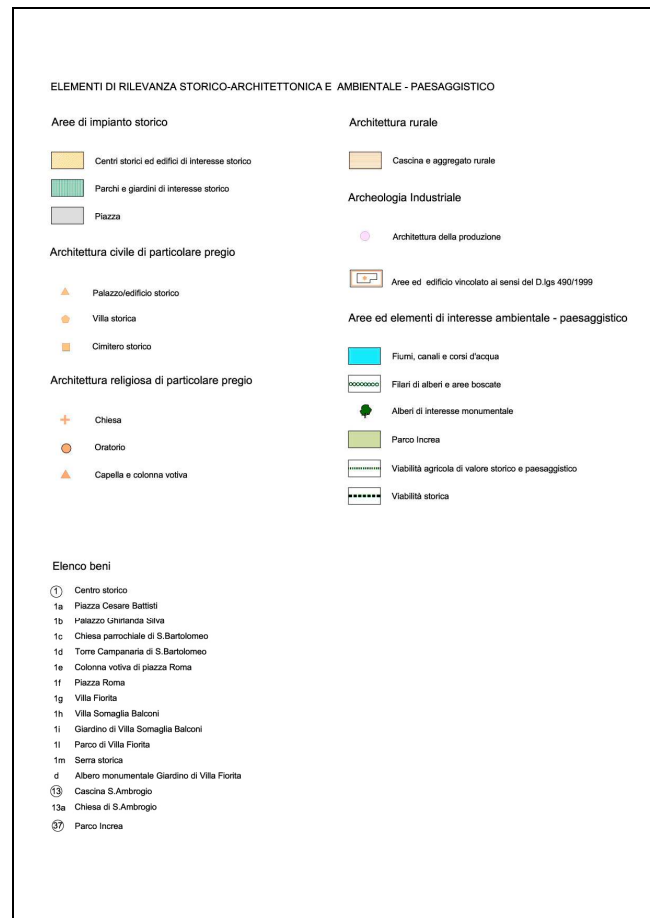 ELEMENTI DI RILEVANZA STORICO-ARCHITETTONICA E AMBIENTALE - PAESAGGISTICO
Aree di impianto storico
Centri storici ed edifici di interesse storico
Parchi e giardini di interesse storico
Piazza
Architettura civile di particolare pregio
Palazzo/edificio storico
Villa storica
Cimitero storico
Architettura religiosa di particolare pregio
Chiesa
Oratorio
Capella e colonna votiva
Architettura rurale
Cascina e aggregato rurale
Archeologia Industriale
Architettura della produzione
Aree ed edificio vincolato ai sensi del D.lgs 490/1999
Aree ed elementi di interesse ambientale - paesaggistico
Fiumi, canali e corsi d'acqua
Filari di alberi e aree boscate
Alberi di interesse monumentale
Parco Increa
Viabilità agricola di valore storico e paesaggistico
Viabilità storica
Elenco beni
1 Centro storico
1a Piazza Cesare Battisti
1b Palazzo Ghirlanda Silva
1c Chiesa parrochiale di S.Bartolomeo
1d Torre Campanaria di S.Bartolomeo
1e Colonna votiva di piazza Roma
1f Piazza Roma
1g Villa Fiorita
1h Villa Somaglia Balconi
1i Giardino di Villa Somaglia Balconi
1l Parco di Villa Fiorita
1m Serra storica
d Albero monumentale Giardino di Villa Fiorita
13 Cascina S.Ambrogio
13a Chiesa di S.Ambrogio
37 Parco Increa